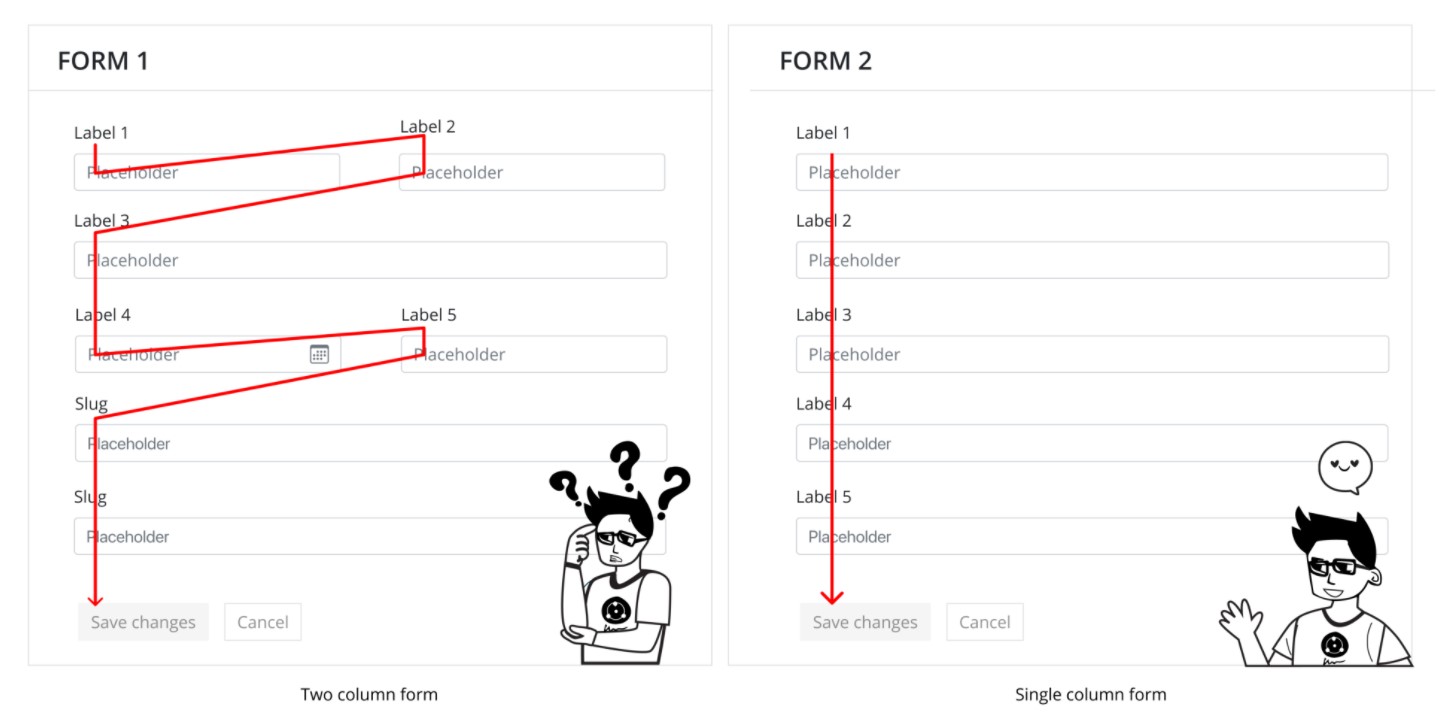 FORM 1
Label 1
Label 2
Placeholder
Placeholder
Label 3
Placeholder
Label 4
Label 5
Placeholder
Placeholder
Slug
Placeholder
Slug
Placeholder
Save changes
Cancel
Two column form
FORM 2
Label 1
Placeholder
Label 2
Placeholder
Label 3
Placeholder
Label 4
Placeholder
Label 5
Placeholder
Save changes
Cancel
Single column form